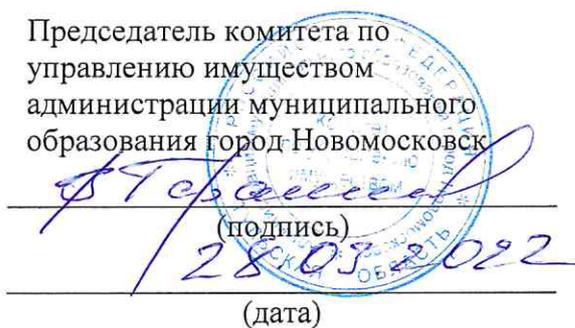 Председатель комитета по
управлению имуществом
администрации муниципального
образования город Новомосковск
(подпись)
28 03 2022
(дата)